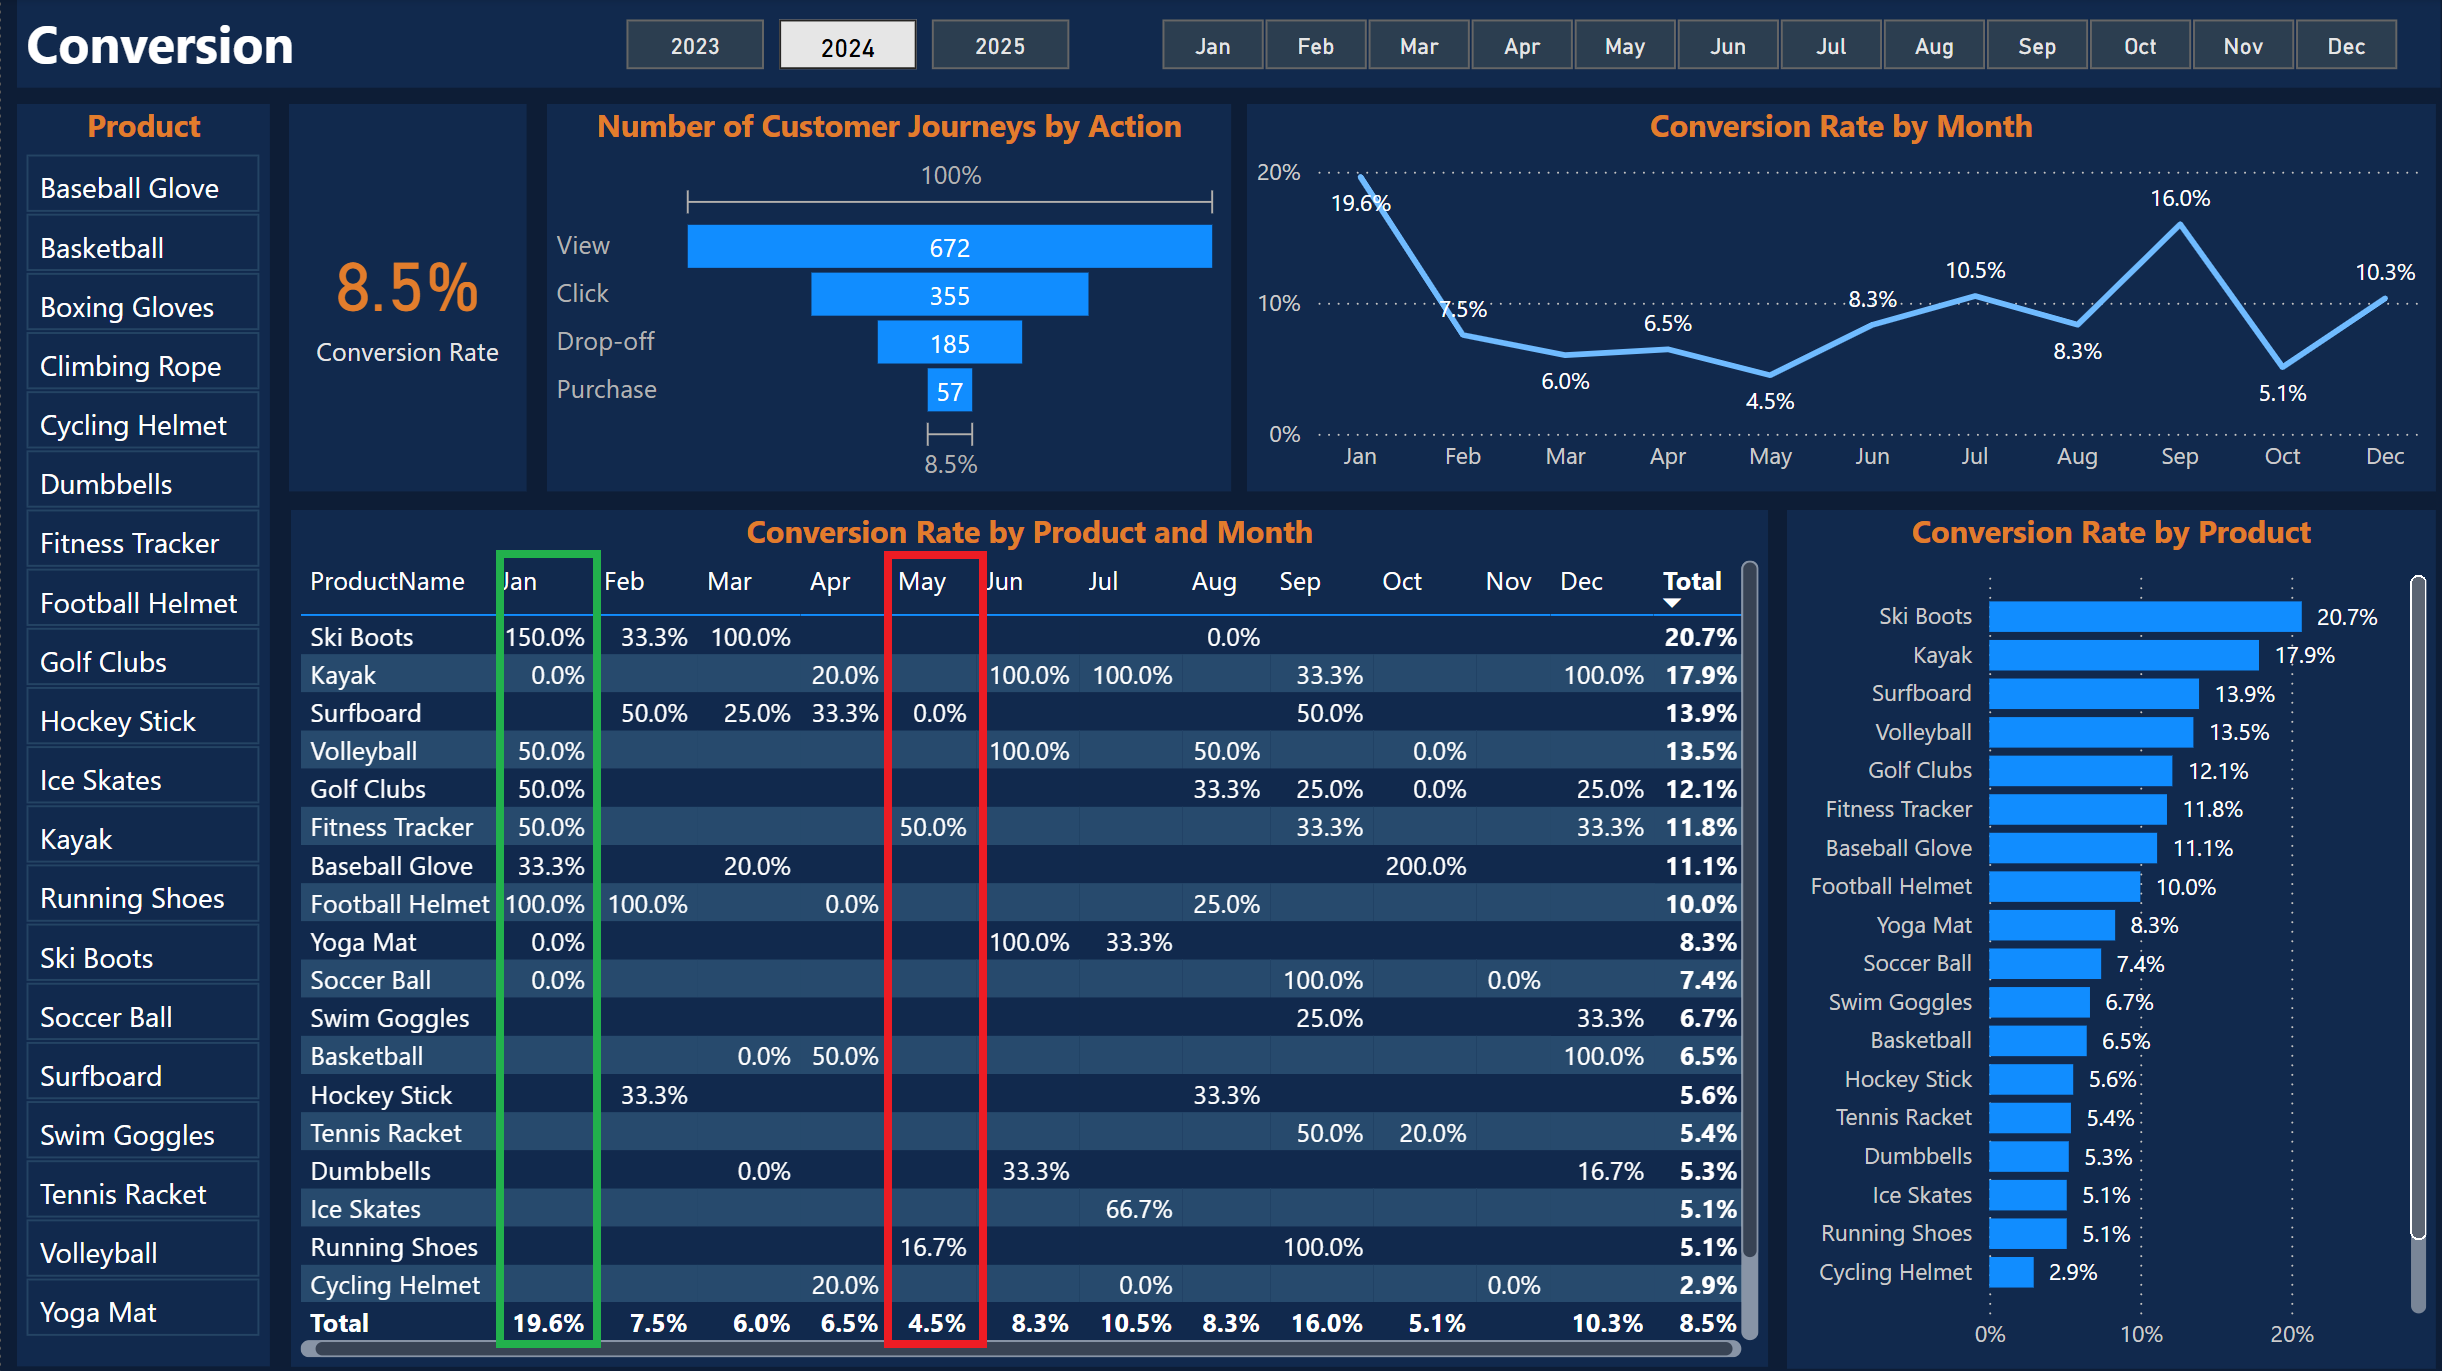 Conversion
2023 2024 2025
Jan Feb Mar Apr May Jun Jul Aug Sep Oct Nov Dec
Product
Baseball Glove
Basketball
Boxing Gloves
Climbing Rope
Cycling Helmet
Dumbbells
Fitness Tracker
Football Helmet
Golf Clubs
Hockey Stick
Ice Skates
Kayak
Running Shoes
Ski Boots
Soccer Ball
Surfboard
Swim Goggles
Tennis Racket
Volleyball
Yoga Mat
8.5%
Conversion Rate
Number of Customer Journeys by Action
100%
View 672
Click 355
Drop-off 185
Purchase 57
8.5%
Conversion Rate by Month
20%
10%
0%
19.6% 7.5% 6.0% 6.5% 4.5% 8.3% 10.5% 8.3% 16.0% 5.1% 10.3%
Jan Feb Mar Apr May Jun Jul Aug Sep Oct Dec
Conversion Rate by Product and Month
ProductName Jan Feb Mar Apr May Jun Jul Aug Sep Oct Nov Dec Total
Ski Boots 150.0% 33.3% 100.0% 0.0% 20.7%
Kayak 0.0% 20.0% 100.0% 100.0% 33.3% 100.0% 17.9%
Surfboard 50.0% 25.0% 33.3% 0.0% 50.0% 13.9%
Volleyball 50.0% 100.0% 50.0% 0.0% 13.5%
Golf Clubs 50.0% 33.3% 25.0% 0.0% 25.0% 12.1%
Fitness Tracker 50.0% 50.0% 33.3% 33.3% 11.8%
Baseball Glove 33.3% 20.0% 200.0% 11.1%
Football Helmet 100.0% 100.0% 0.0% 25.0% 10.0%
Yoga Mat 0.0% 100.0% 33.3% 8.3%
Soccer Ball 0.0% 100.0% 0.0% 7.4%
Swim Goggles 25.0% 33.3% 6.7%
Basketball 0.0% 50.0% 100.0% 6.5%
Hockey Stick 33.3% 33.3% 5.6%
Tennis Racket 50.0% 20.0% 5.4%
Dumbbells 0.0% 33.3% 16.7% 5.3%
Ice Skates 66.7% 5.1%
Running Shoes 16.7% 100.0% 5.1%
Cycling Helmet 20.0% 0.0% 0.0% 2.9%
Total 19.6% 7.5% 6.0% 6.5% 4.5% 8.3% 10.5% 8.3% 16.0% 5.1% 10.3% 8.5%
Conversion Rate by Product
Ski Boots 20.7%
Kayak 17.9%
Surfboard 13.9%
Volleyball 13.5%
Golf Clubs 12.1%
Fitness Tracker 11.8%
Baseball Glove 11.1%
Football Helmet 10.0%
Yoga Mat 8.3%
Soccer Ball 7.4%
Swim Goggles 6.7%
Basketball 6.5%
Hockey Stick 5.6%
Tennis Racket 5.4%
Dumbbells 5.3%
Ice Skates 5.1%
Running Shoes 5.1%
Cycling Helmet 2.9%
0% 10% 20%